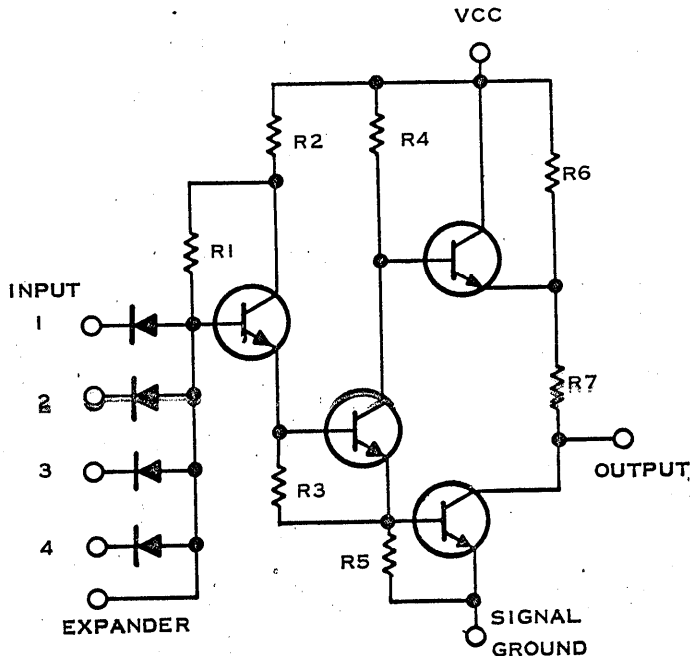 VCC
R2
R4
R6
R1
INPUT
1
2
R7
3
R3
OUTPUT
4
R5
EXPANDER
SIGNAL
GROUND